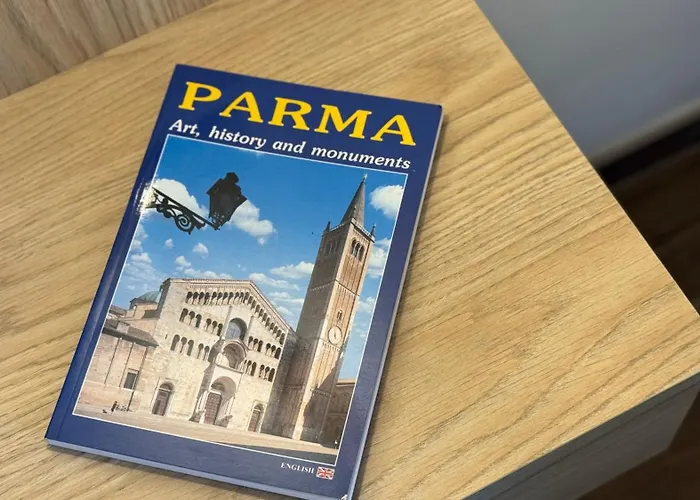 PARMA
Art, history and monuments
ENGLISH